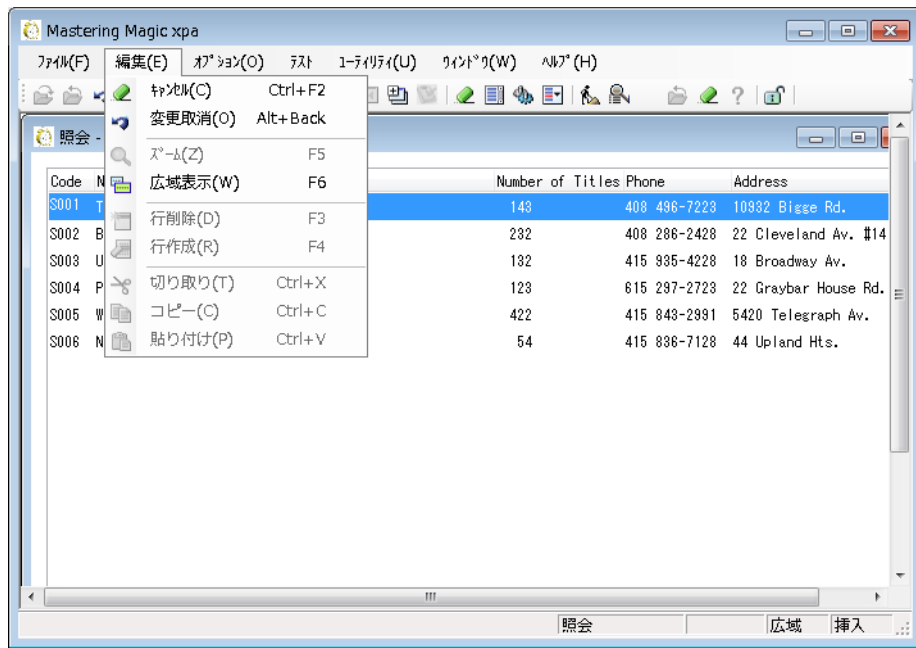 Mastering Magic xpa
ﾌｧｲﾙ(F) 編集(E) ｵﾌﾟｼｮﾝ(O) ﾃｽﾄ ﾕｰﾃｨﾘﾃｨ(U) ｳｨﾝﾄﾞｳ(W) ﾍﾙﾌﾟ(H)
ｷｬﾝｾﾙ(C) Ctrl+F2
変更取消(O) Alt+Back
ｽﾞｰﾑ(Z) F5
広域表示(W) F6
行削除(D) F3
行作成(R) F4
切り取り(T) Ctrl+X
コピー(C) Ctrl+C
貼り付け(P) Ctrl+V
照会 -
Code N Number of Titles Phone Address
S001 T 143 408 496-7223 10932 Bigge Rd.
S002 B 232 408 286-2428 22 Cleveland Av. #14
S003 U 132 415 935-4228 18 Broadway Av.
S004 P 123 615 297-2723 22 Graybar House Rd.
S005 W 422 415 843-2991 5420 Telegraph Av.
S006 N 54 415 836-7128 44 Upland Hts.
照会 広域 挿入